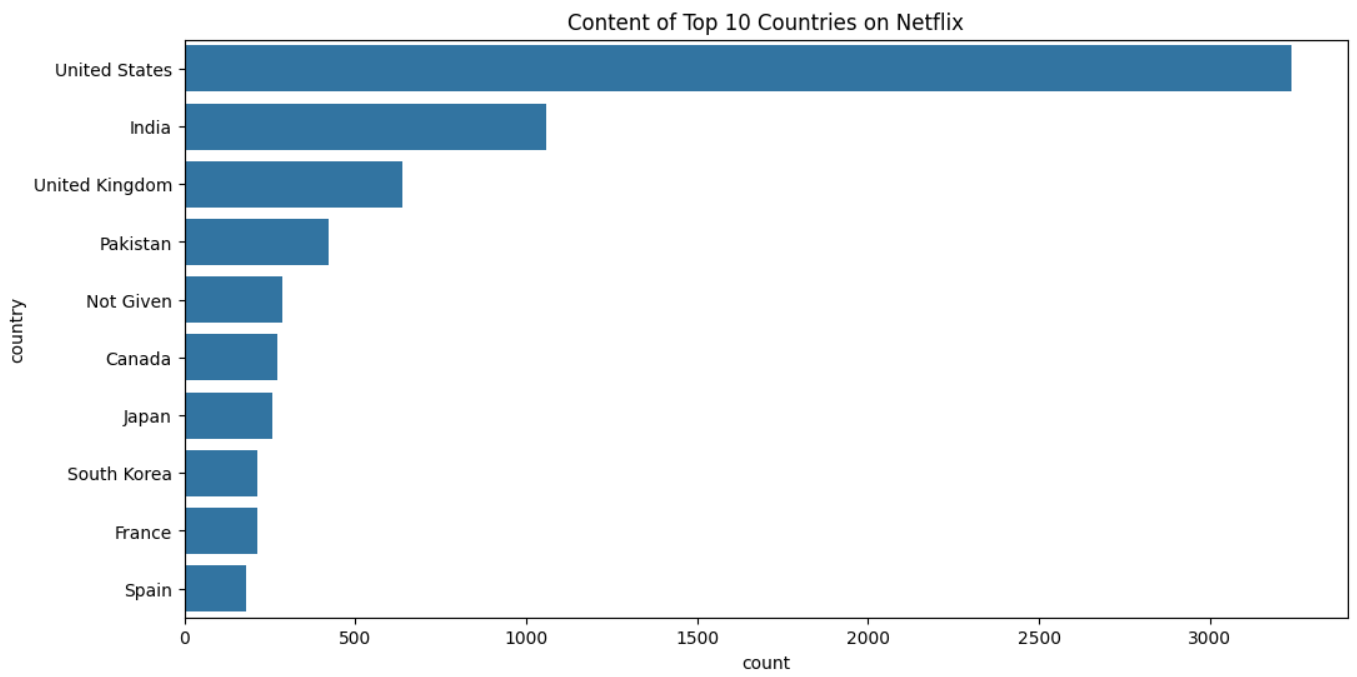 Content of Top 10 Countries on Netflix
United States
India
United Kingdom
Pakistan
Not Given
Canada
Japan
South Korea
France
Spain
country
0 500 1000 1500 2000 2500 3000
count